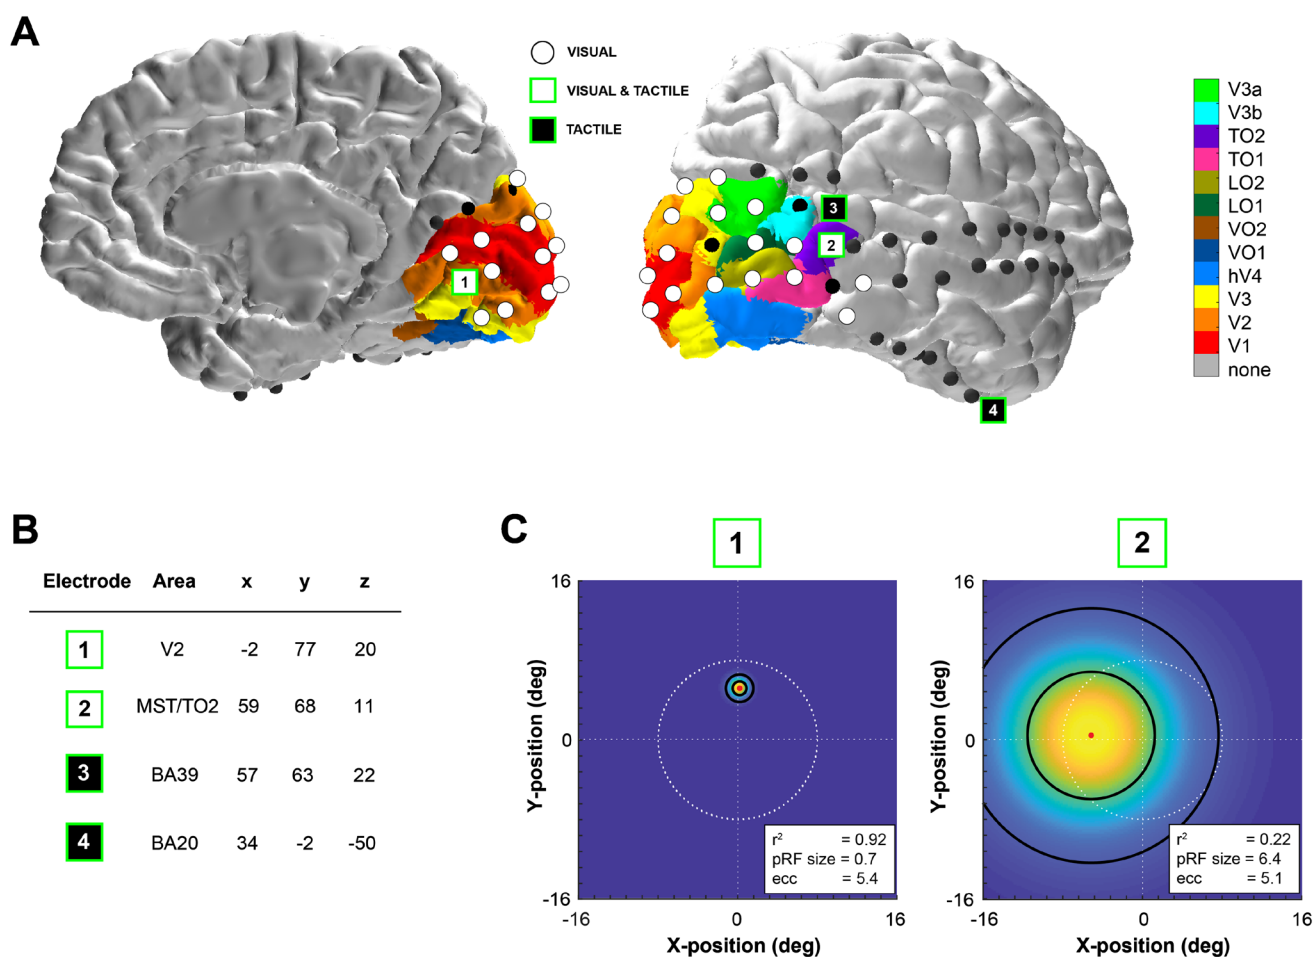 A
VISUAL
VISUAL & TACTILE
TACTILE
1
2
3
4
V3a
V3b
TO2
TO1
LO2
LO1
VO2
VO1
hV4
V3
V2
V1
none
B
Electrode Area x y z
1 V2 -2 77 20
2 MST/TO2 59 68 11
3 BA39 57 63 22
4 BA20 34 -2 -50
C
1
16
0
-16
Y-position (deg)
-16 0 16
X-position (deg)
r² = 0.92
pRF size = 0.7
ecc = 5.4
2
16
0
-16
Y-position (deg)
-16 0 16
X-position (deg)
r² = 0.22
pRF size = 6.4
ecc = 5.1